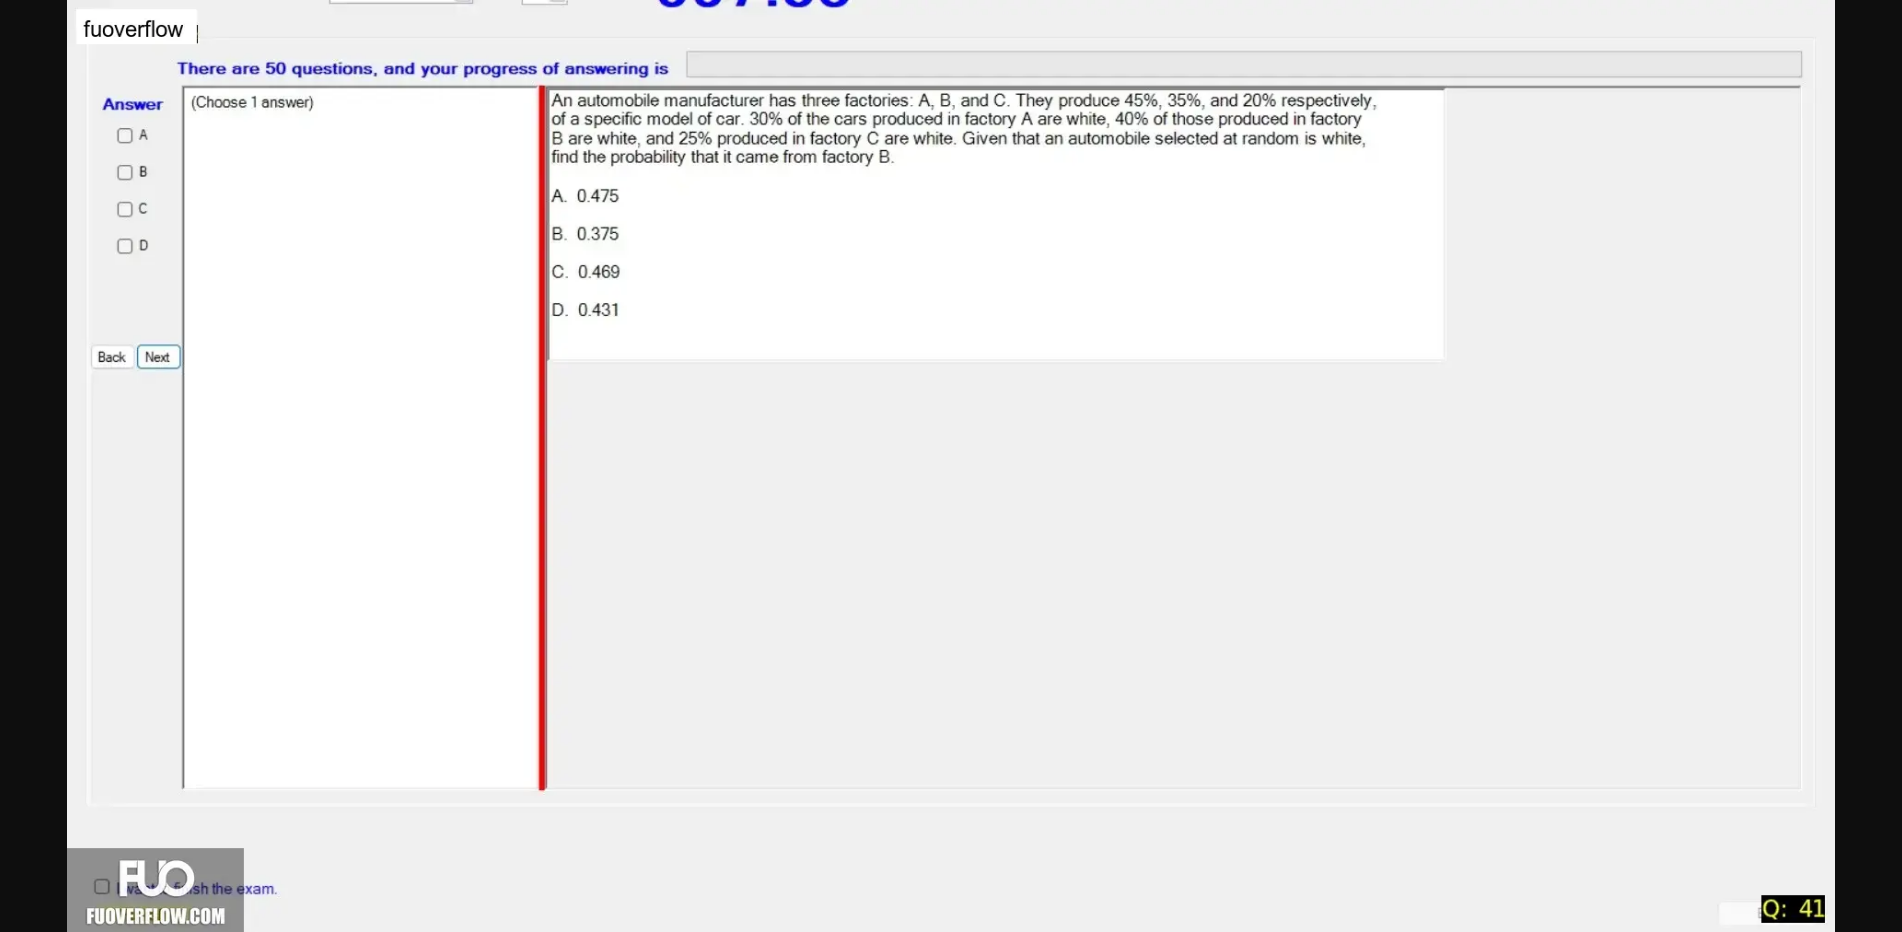 fuoverflow
There are 50 questions, and your progress of answering is
Answer
(Choose 1 answer)
A
B
C
D
Back
Next
An automobile manufacturer has three factories: A, B, and C. They produce 45%, 35%, and 20% respectively,
of a specific model of car. 30% of the cars produced in factory A are white, 40% of those produced in factory
B are white, and 25% produced in factory C are white. Given that an automobile selected at random is white,
find the probability that it came from factory B.
A. 0.475
B. 0.375
C. 0.469
D. 0.431
FUO
the exam.
FUOVERFLOW.COM
Q: 41